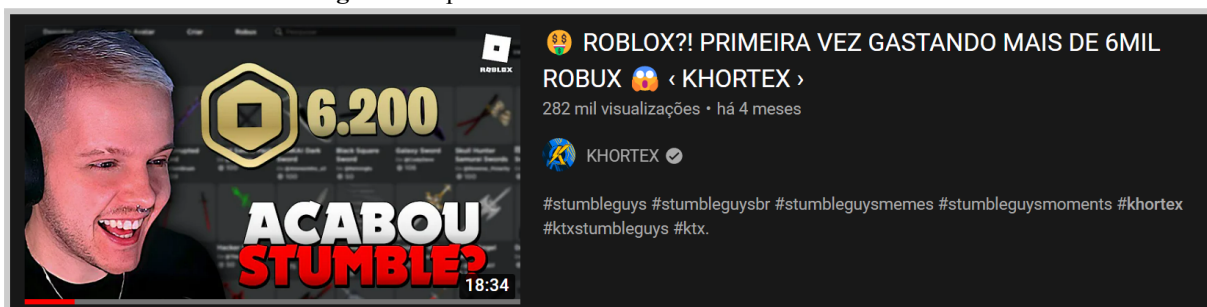 ROBLOX
6.200
ACABOU
STUMBLE?
18:34
🤑 ROBLOX?! PRIMEIRA VEZ GASTANDO MAIS DE 6MIL
ROBUX 😱 ‹ KHORTEX ›
282 mil visualizações • há 4 meses
KHORTEX
#stumbleguys #stumbleguysbr #stumbleguysmemes #stumbleguysmoments #khortex
#ktxstumbleguys #ktx.